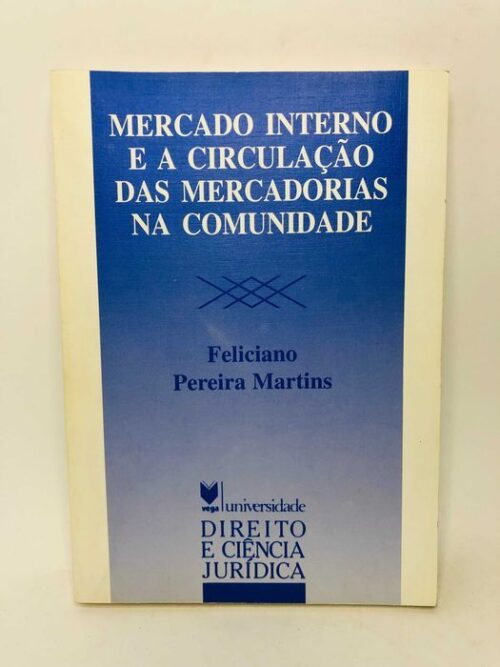 MERCADO INTERNO
E A CIRCULAÇÃO
DAS MERCADORIAS
NA COMUNIDADE
Feliciano
Pereira Martins
vega universidade
DIREITO
E CIÊNCIA
JURÍDICA